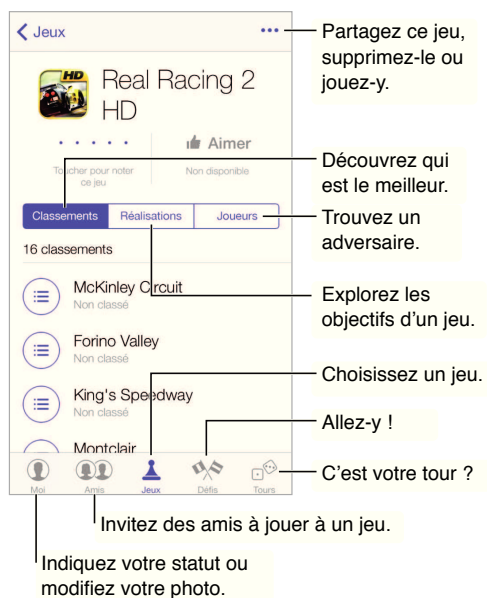 Jeux
Partagez ce jeu,
supprimez-le ou
jouez-y.
HD
Real Racing 2
HD
Aimer
Toucher pour noter
ce jeu
Non disponible
Découvrez qui
est le meilleur.
Classements
Réalisations
Joueurs
Trouvez un
adversaire.
16 classements
McKinley Circuit
Non classé
Explorez les
objectifs d'un jeu.
Forino Valley
Non classé
Choisissez un jeu.
King's Speedway
Non classé
Allez-y !
Montclair
C'est votre tour ?
Moi
Amis
Jeux
Défis
Tours
Invitez des amis à jouer à un jeu.
Indiquez votre statut ou
modifiez votre photo.